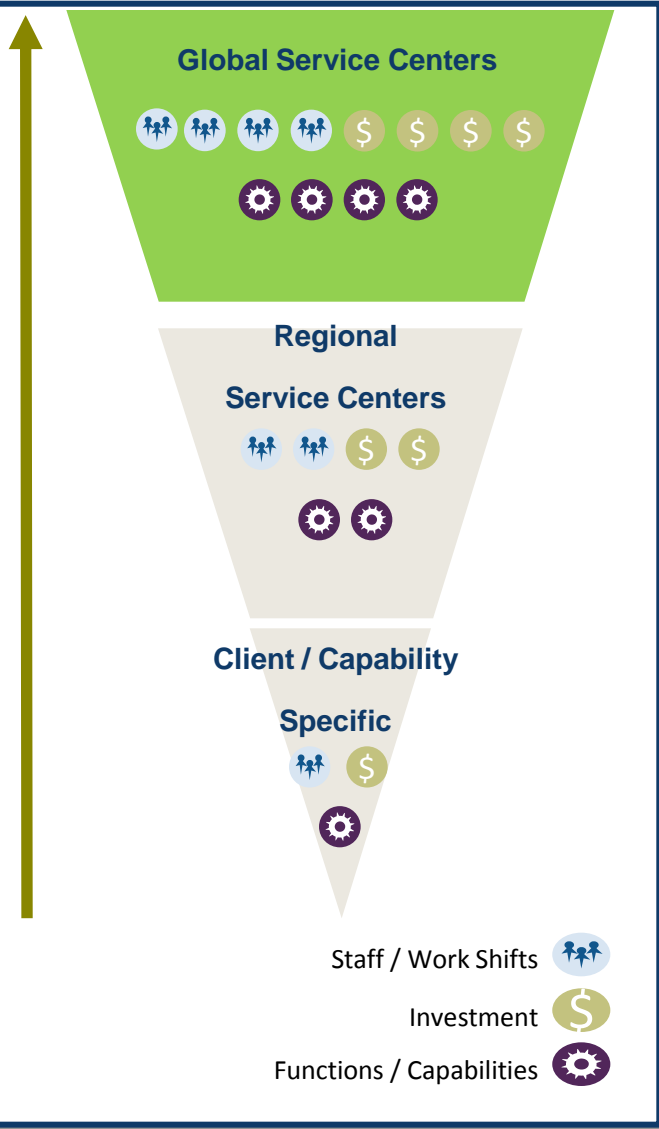 Global Service Centers
$ $ $ $
Regional
Service Centers
$ $
Client / Capability
Specific
$
Staff / Work Shifts
Investment $
Functions / Capabilities